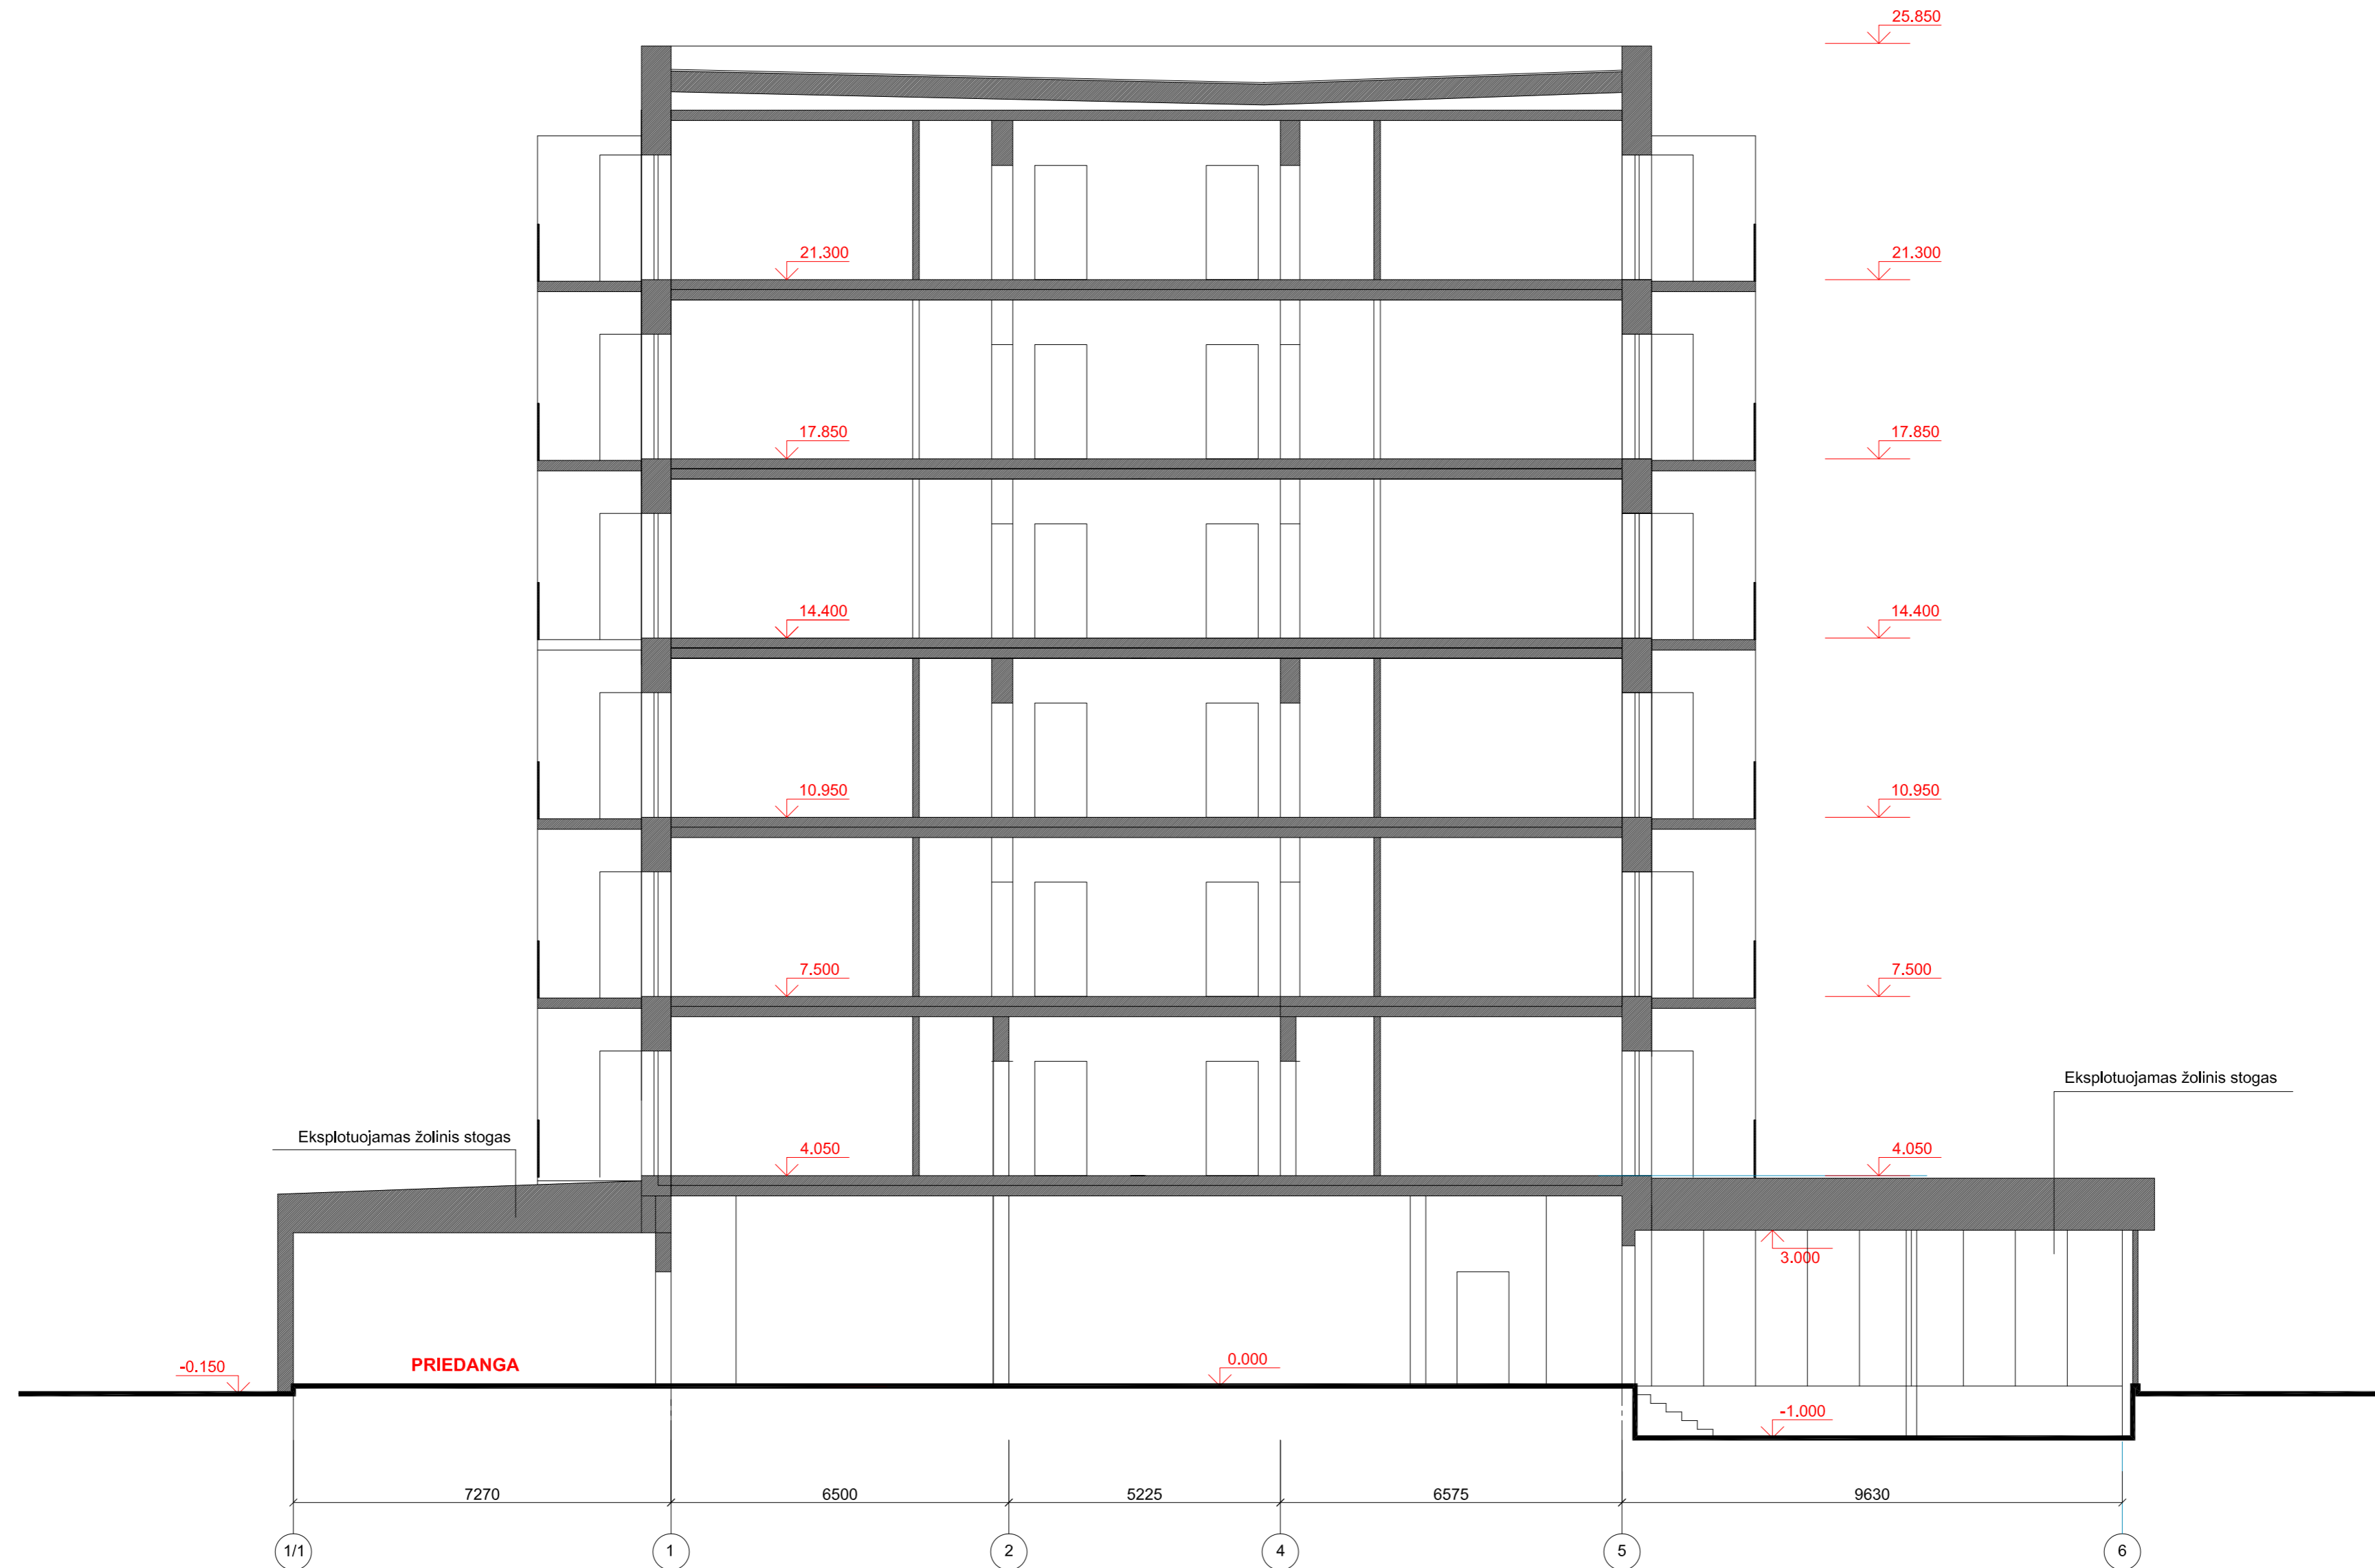 25.850
21.300 21.300
17.850 17.850
14.400 14.400
10.950 10.950
7.500 7.500
Eksplotuojamas žolinis stogas
Eksplotuojamas žolinis stogas
4.050 4.050
3.000
-0.150 PRIEDANGA 0.000
-1.000
7270 6500 5225 6575 9630
1/1 1 2 4 5 6